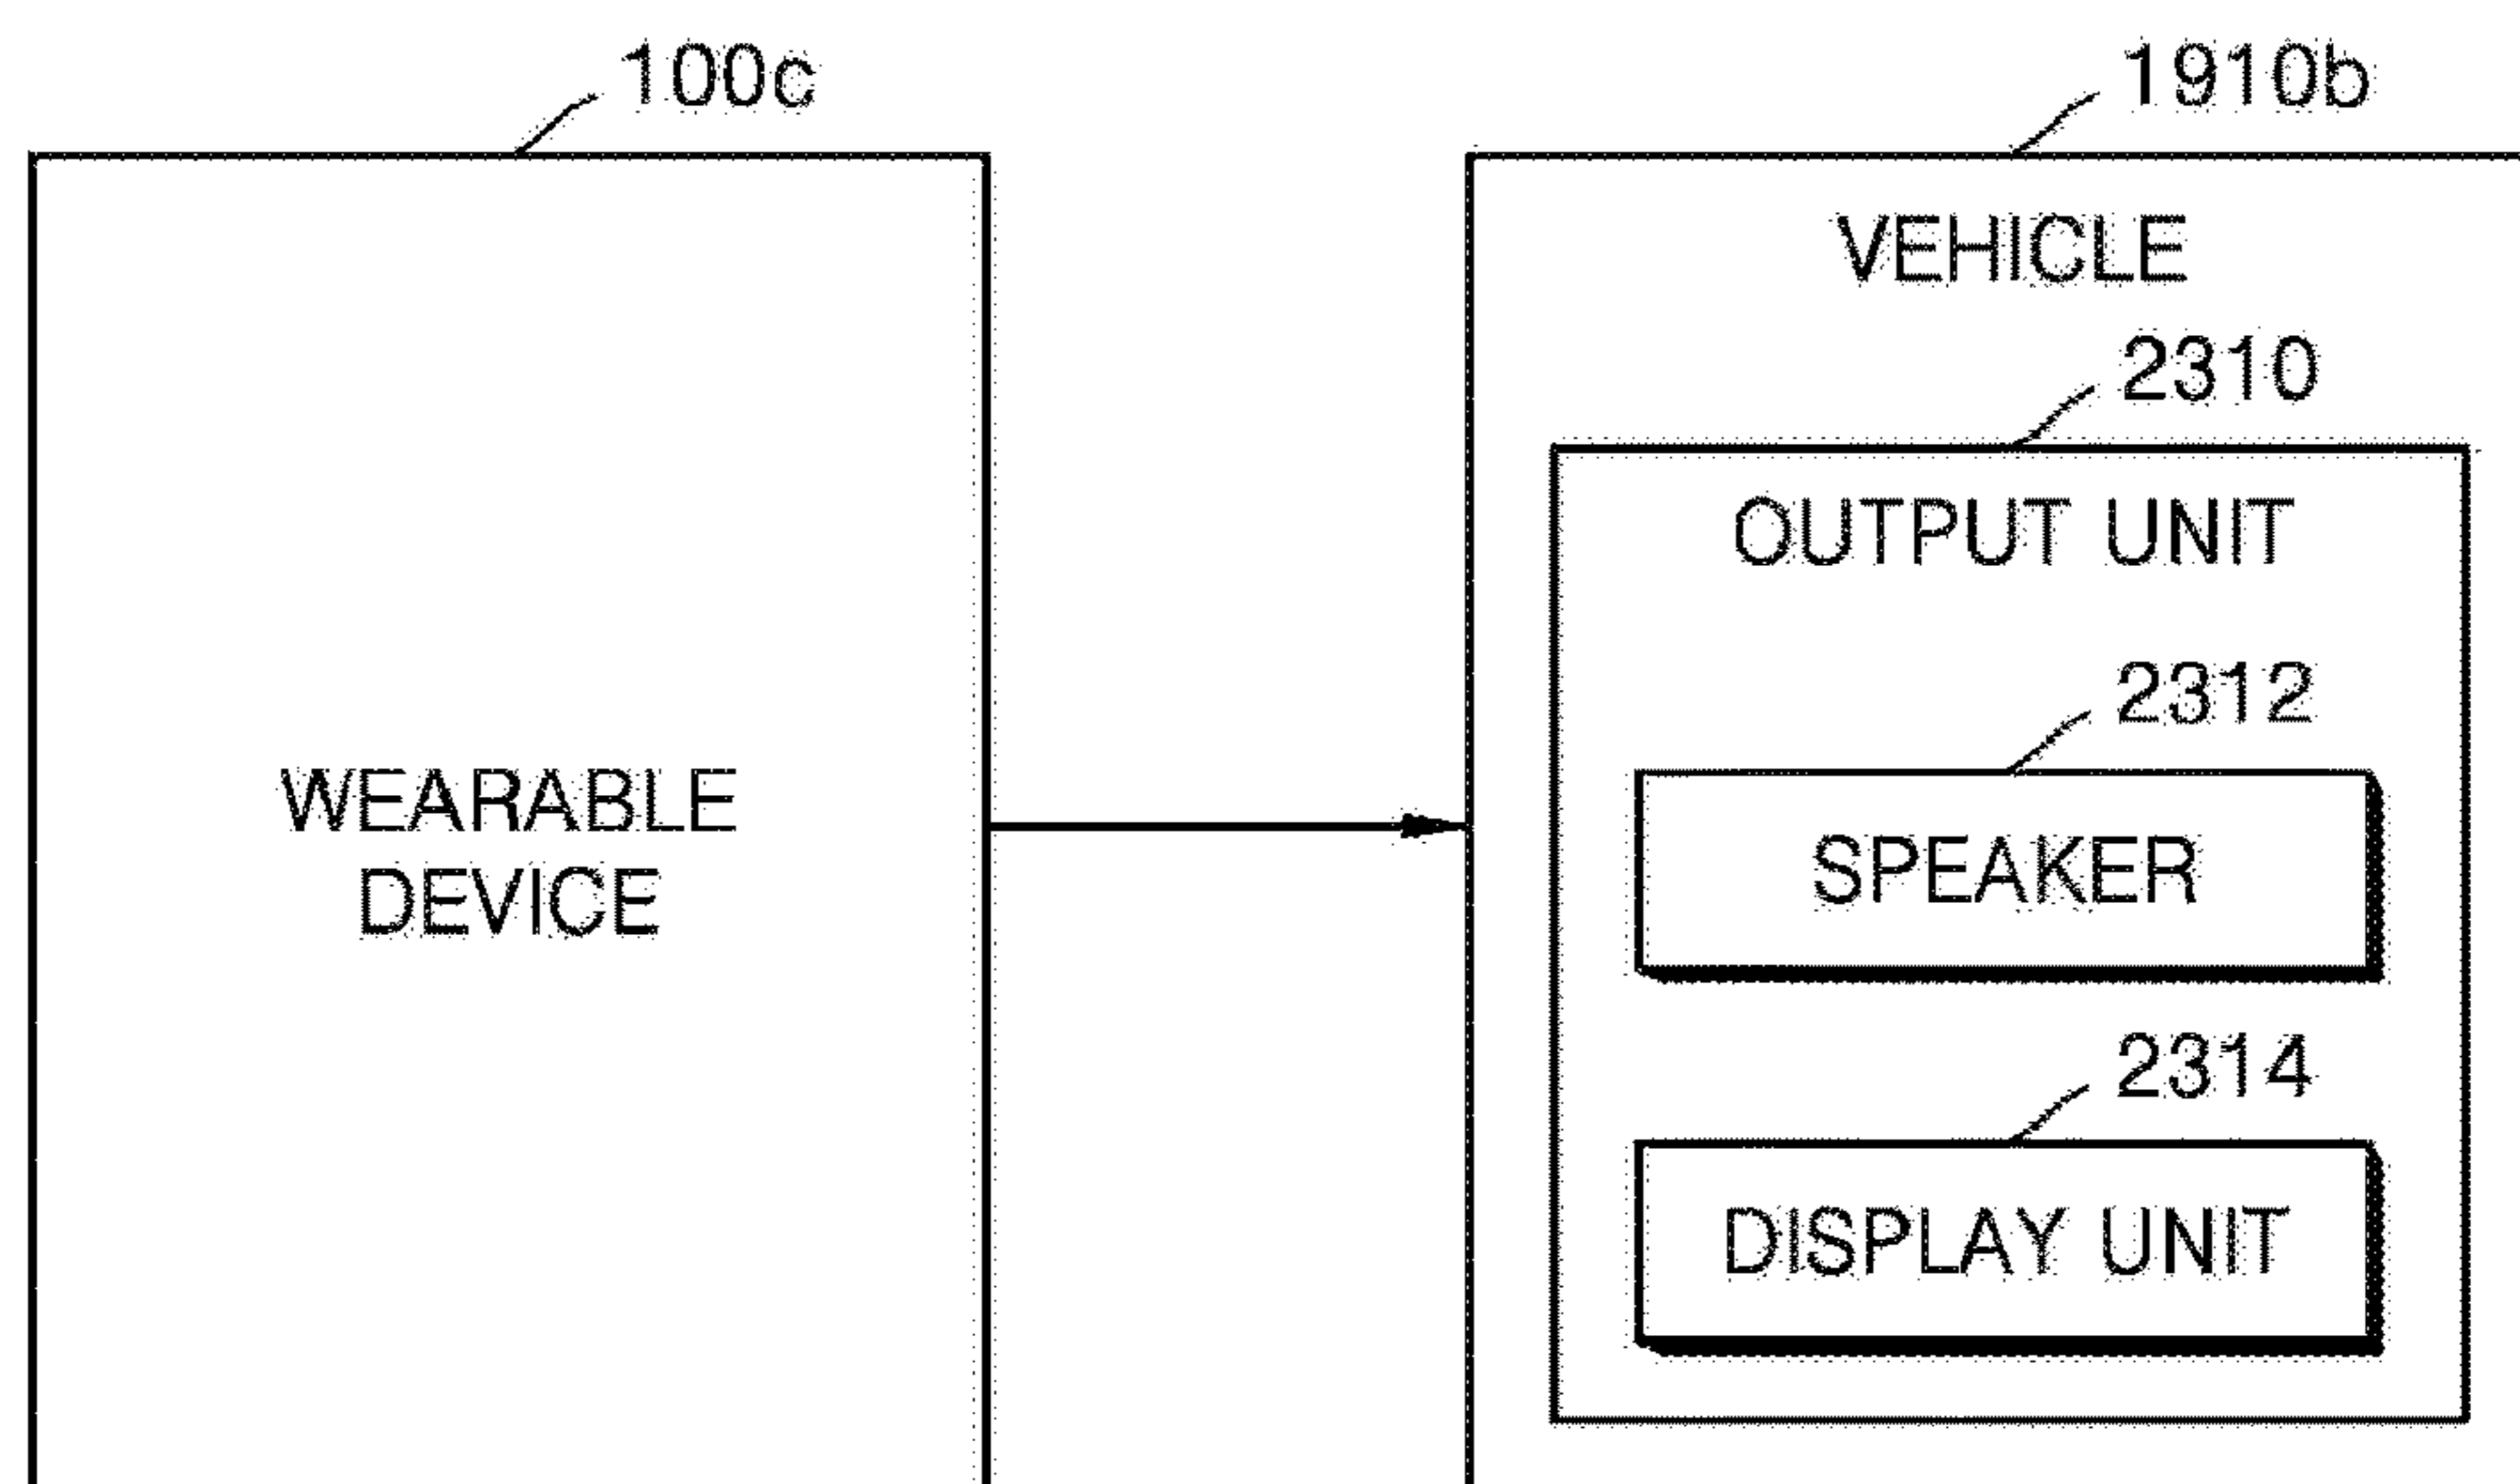 100c
WEARABLE
DEVICE
1910b
VEHICLE
2310
OUTPUT UNIT
2312
SPEAKER
2314
DISPLAY UNIT